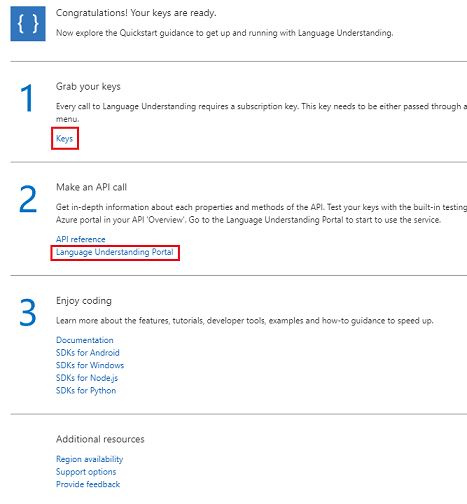 { }
Congratulations! Your keys are ready.
Now explore the Quickstart guidance to get up and running with Language Understanding.
1
Grab your keys
Every call to Language Understanding requires a subscription key. This key needs to be either passed through a
menu.
Keys
2
Make an API call
Get in-depth information about each properties and methods of the API. Test your keys with the built-in testing
Azure portal in your API 'Overview'. Go to the Language Understanding Portal to start to use the service.
API reference
Language Understanding Portal
3
Enjoy coding
Learn more about the features, tutorials, developer tools, examples and how-to guidance to speed up.
Documentation
SDKs for Android
SDKs for Windows
SDKs for Node.js
SDKs for Python
Additional resources
Region availability
Support options
Provide feedback